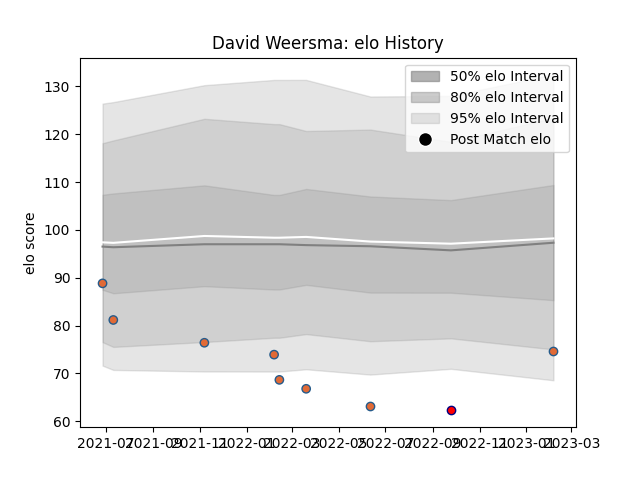 David Weersma: elo History
50% elo Interval
80% elo Interval
95% elo Interval
Post Match elo
elo score
130
120
110
100
90
80
70
60
2021-07 2021-09 2021-11 2022-01 2022-03 2022-05 2022-07 2022-09 2022-11 2023-01 2023-03